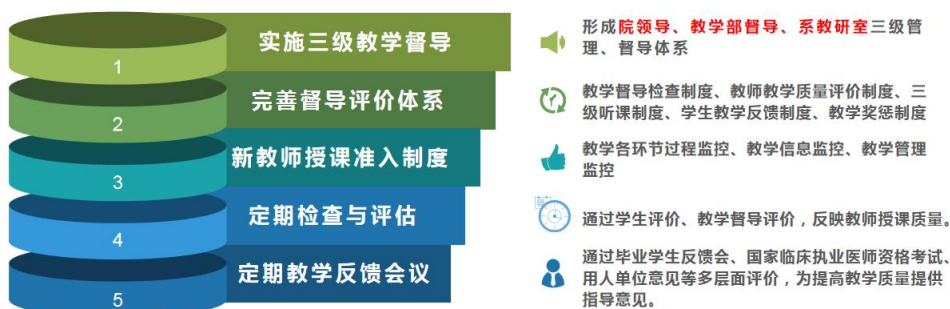 1
实施三级教学督导
形成院领导、教学部督导、系教研室三级管
理、督导体系
2
完善督导评价体系
教学督导检查制度、教师教学质量评价制度、三
级听课制度、学生教学反馈制度、教学奖惩制度
3
新教师授课准入制度
教学各环节过程监控、教学信息监控、教学管理
监控
4
定期检查与评估
通过学生评价、教学督导评价，反映教师授课质量。
5
定期教学反馈会议
通过毕业学生反馈会、国家临床执业医师资格考试、
用人单位意见等多层面评价，为提高教学质量提供
指导意见。